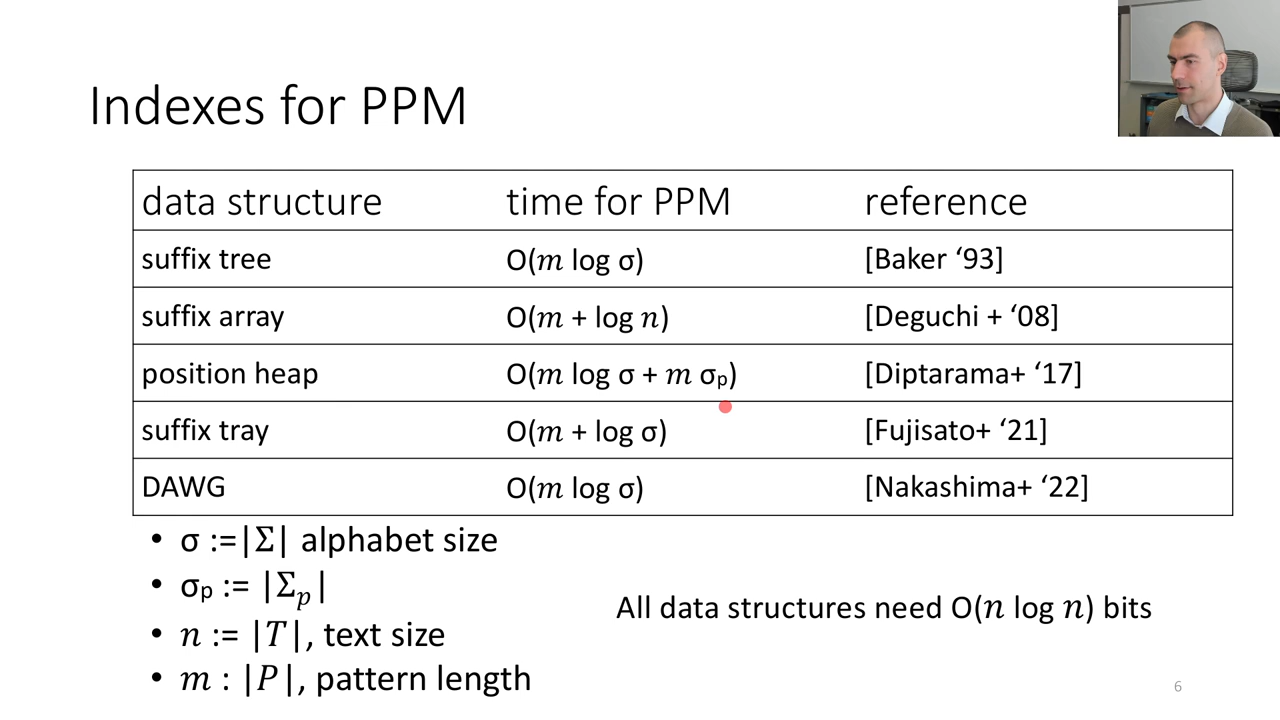 Indexes for PPM
data structure time for PPM reference
suffix tree O(𝑚 log σ) [Baker ‘93]
suffix array O(𝑚 + log 𝑛) [Deguchi + ‘08]
position heap O(𝑚 log σ + 𝑚 σₚ) [Diptarama+ ‘17]
suffix tray O(𝑚 + log σ) [Fujisato+ ‘21]
DAWG O(𝑚 log σ) [Nakashima+ ‘22]
• σ :=|Σ| alphabet size
• σₚ := |Σₚ|
• 𝑛 := |𝑇|, text size
• 𝑚 : |𝑃|, pattern length
All data structures need O(𝑛 log 𝑛) bits
6